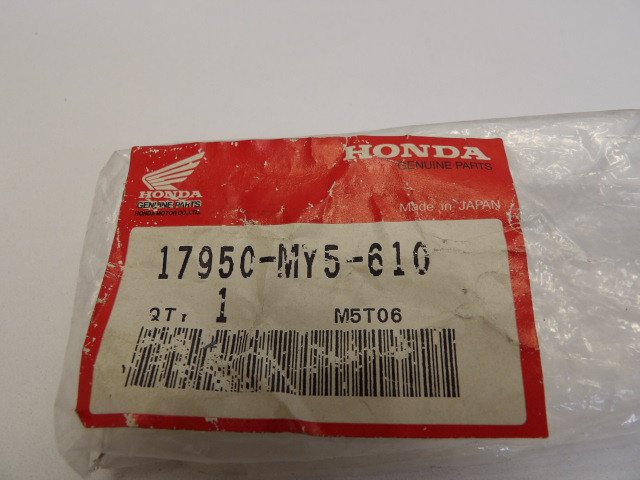 HONDA
GENUINE PARTS
HONDA MOTOR CO., LTD.
HONDA
GENUINE PARTS
Made in JAPAN
17950-MY5-610
QTY. 1 M5T06